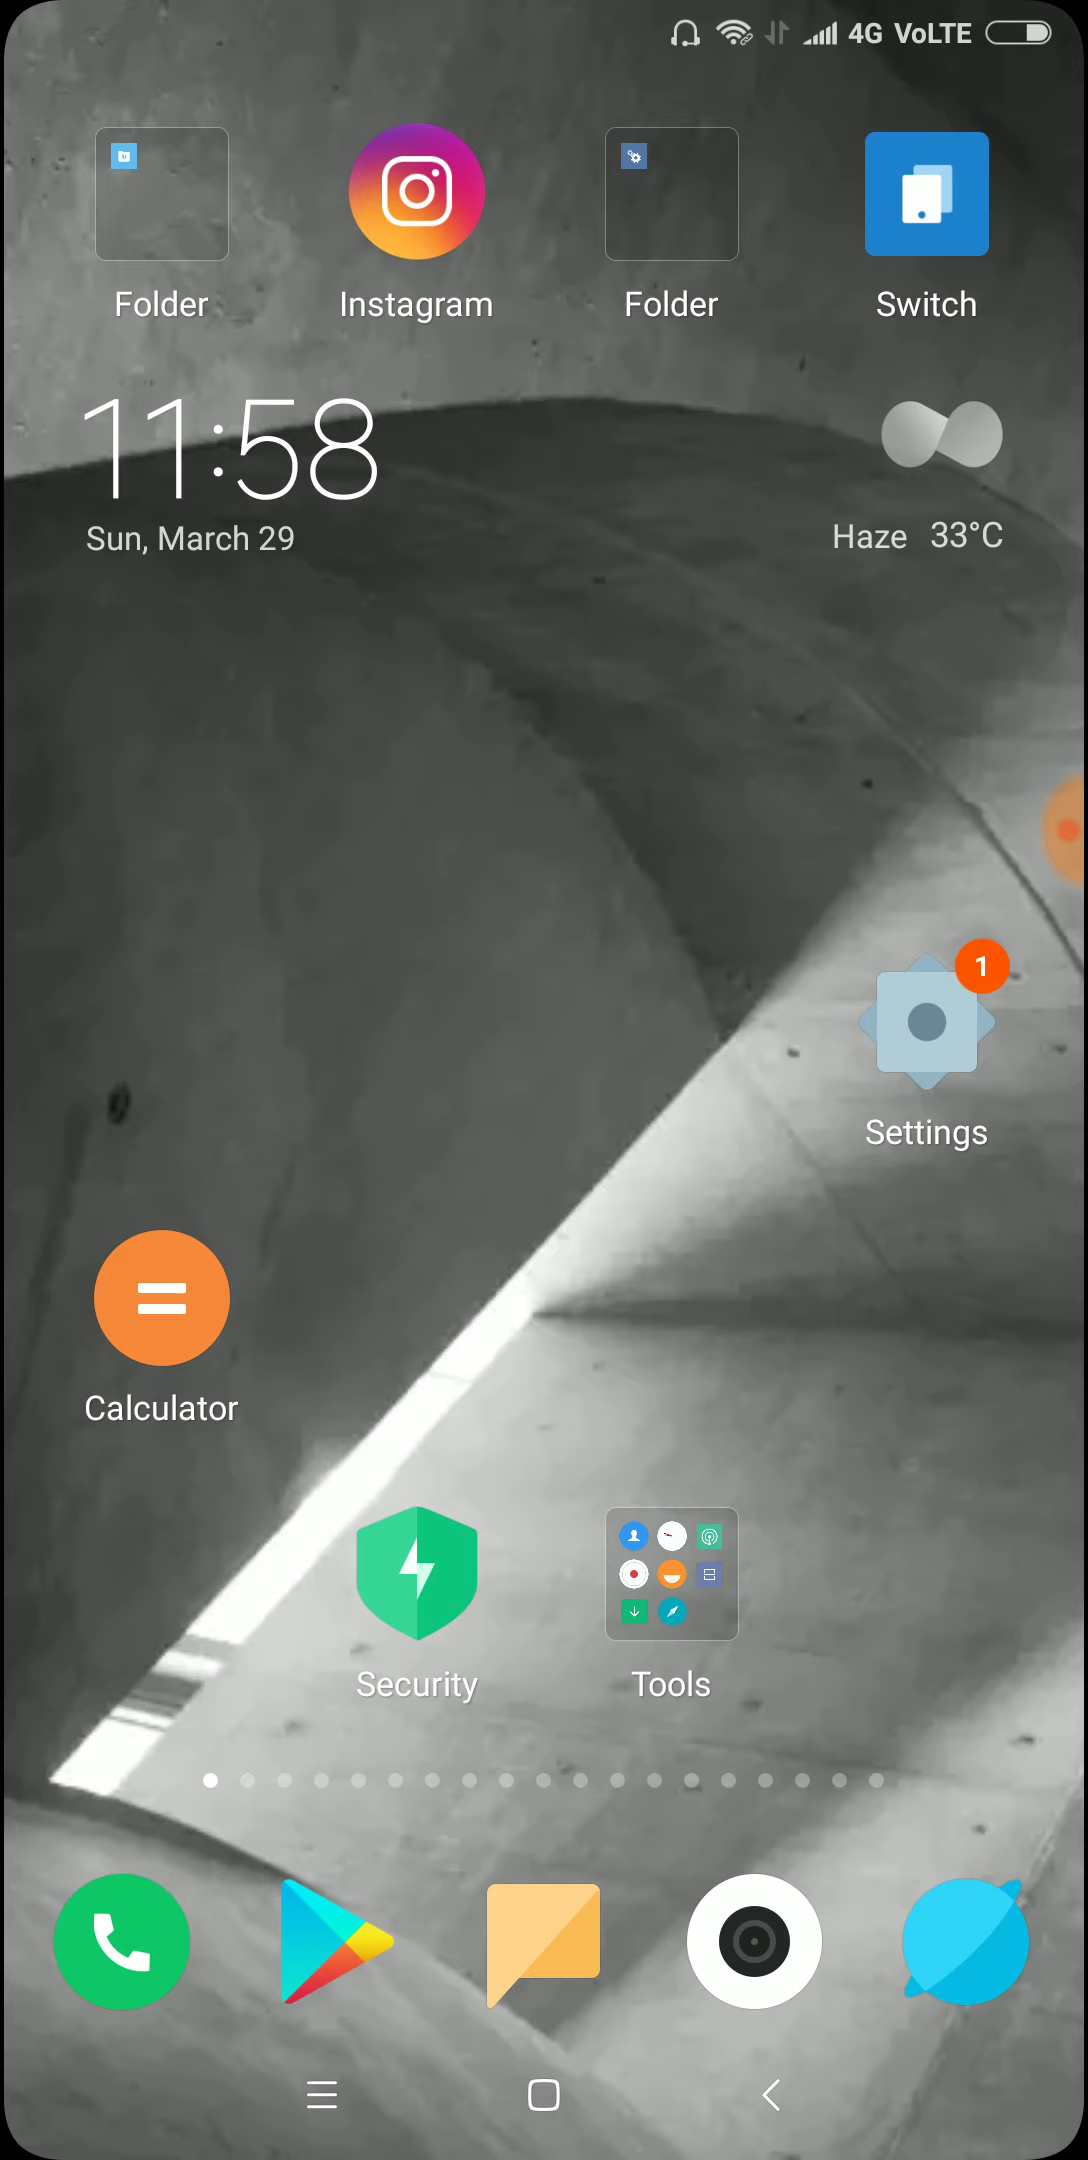 4G VoLTE
Folder
Instagram
Folder
Switch
11:58
Sun, March 29
Haze 33°C
1
Settings
Calculator
Security
Tools